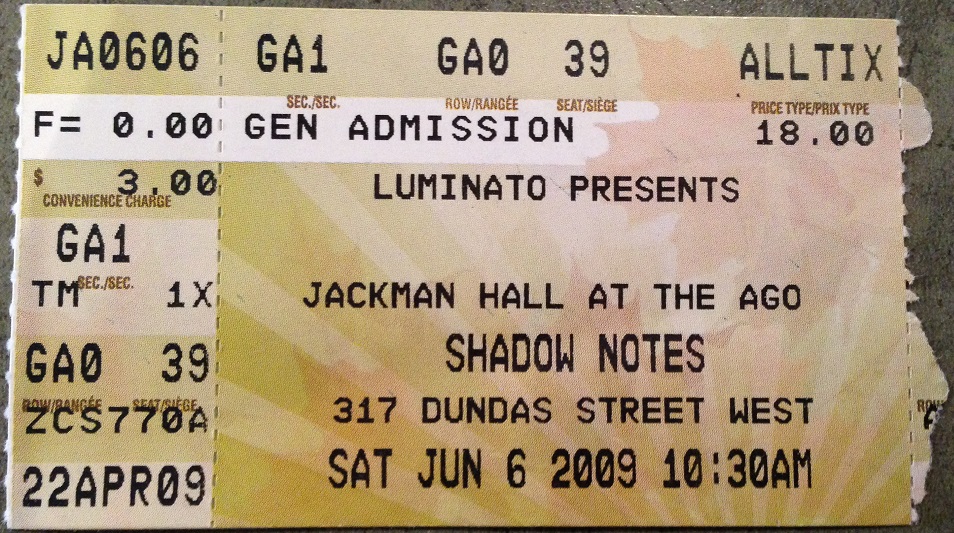 JA0606 GA1 GA0 39 ALLTIX
SEC./SEC. ROW/RANGÉE SEAT/SIÈGE PRICE TYPE/PRIX TYPE
F= 0.00 GEN ADMISSION 18.00
$ 3.00 LUMINATO PRESENTS
CONVENIENCE CHARGE
GA1
SEC./SEC.
TM 1X JACKMAN HALL AT THE AGO
GA0 39 SHADOW NOTES
ROW/RANGÉE SEAT/SIÈGE
ZCS770A 317 DUNDAS STREET WEST
22APR09 SAT JUN 6 2009 10:30AM